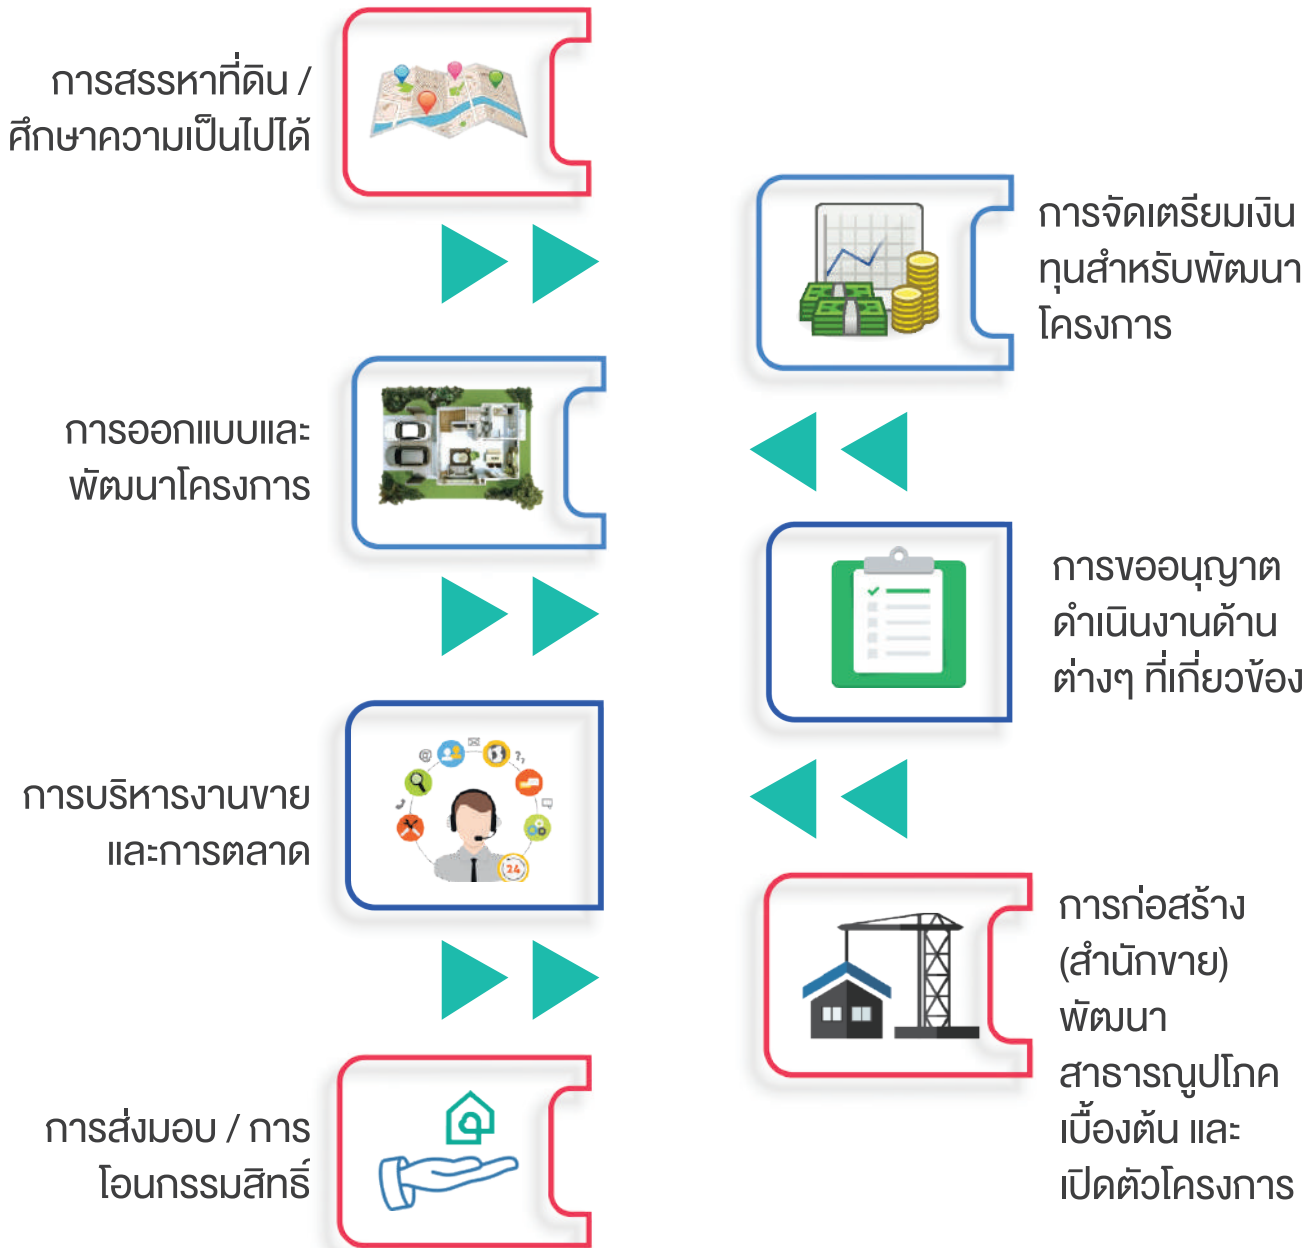 การสรรหาที่ดิน /
ศึกษาความเป็นไปได้
การจัดเตรียมเงิน
ทุนสำหรับพัฒนา
โครงการ
การออกแบบและ
พัฒนาโครงการ
การขออนุญาต
ดำเนินงานด้าน
ต่างๆ ที่เกี่ยวข้อง
การบริหารงานขาย
และการตลาด
24
การก่อสร้าง
(สำนักขาย)
พัฒนา
สาธารณูปโภค
เบื้องต้น และ
เปิดตัวโครงการ
การส่งมอบ / การ
โอนกรรมสิทธิ์